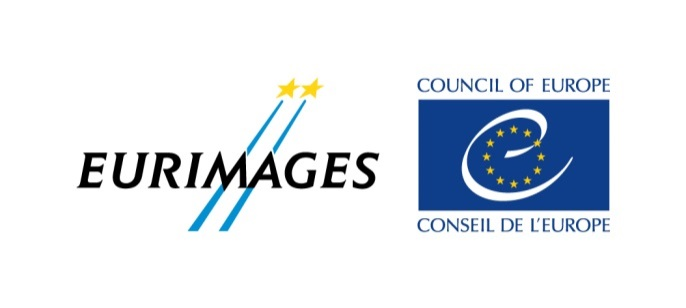 EURIMAGES
COUNCIL OF EUROPE
CONSEIL DE L'EUROPE